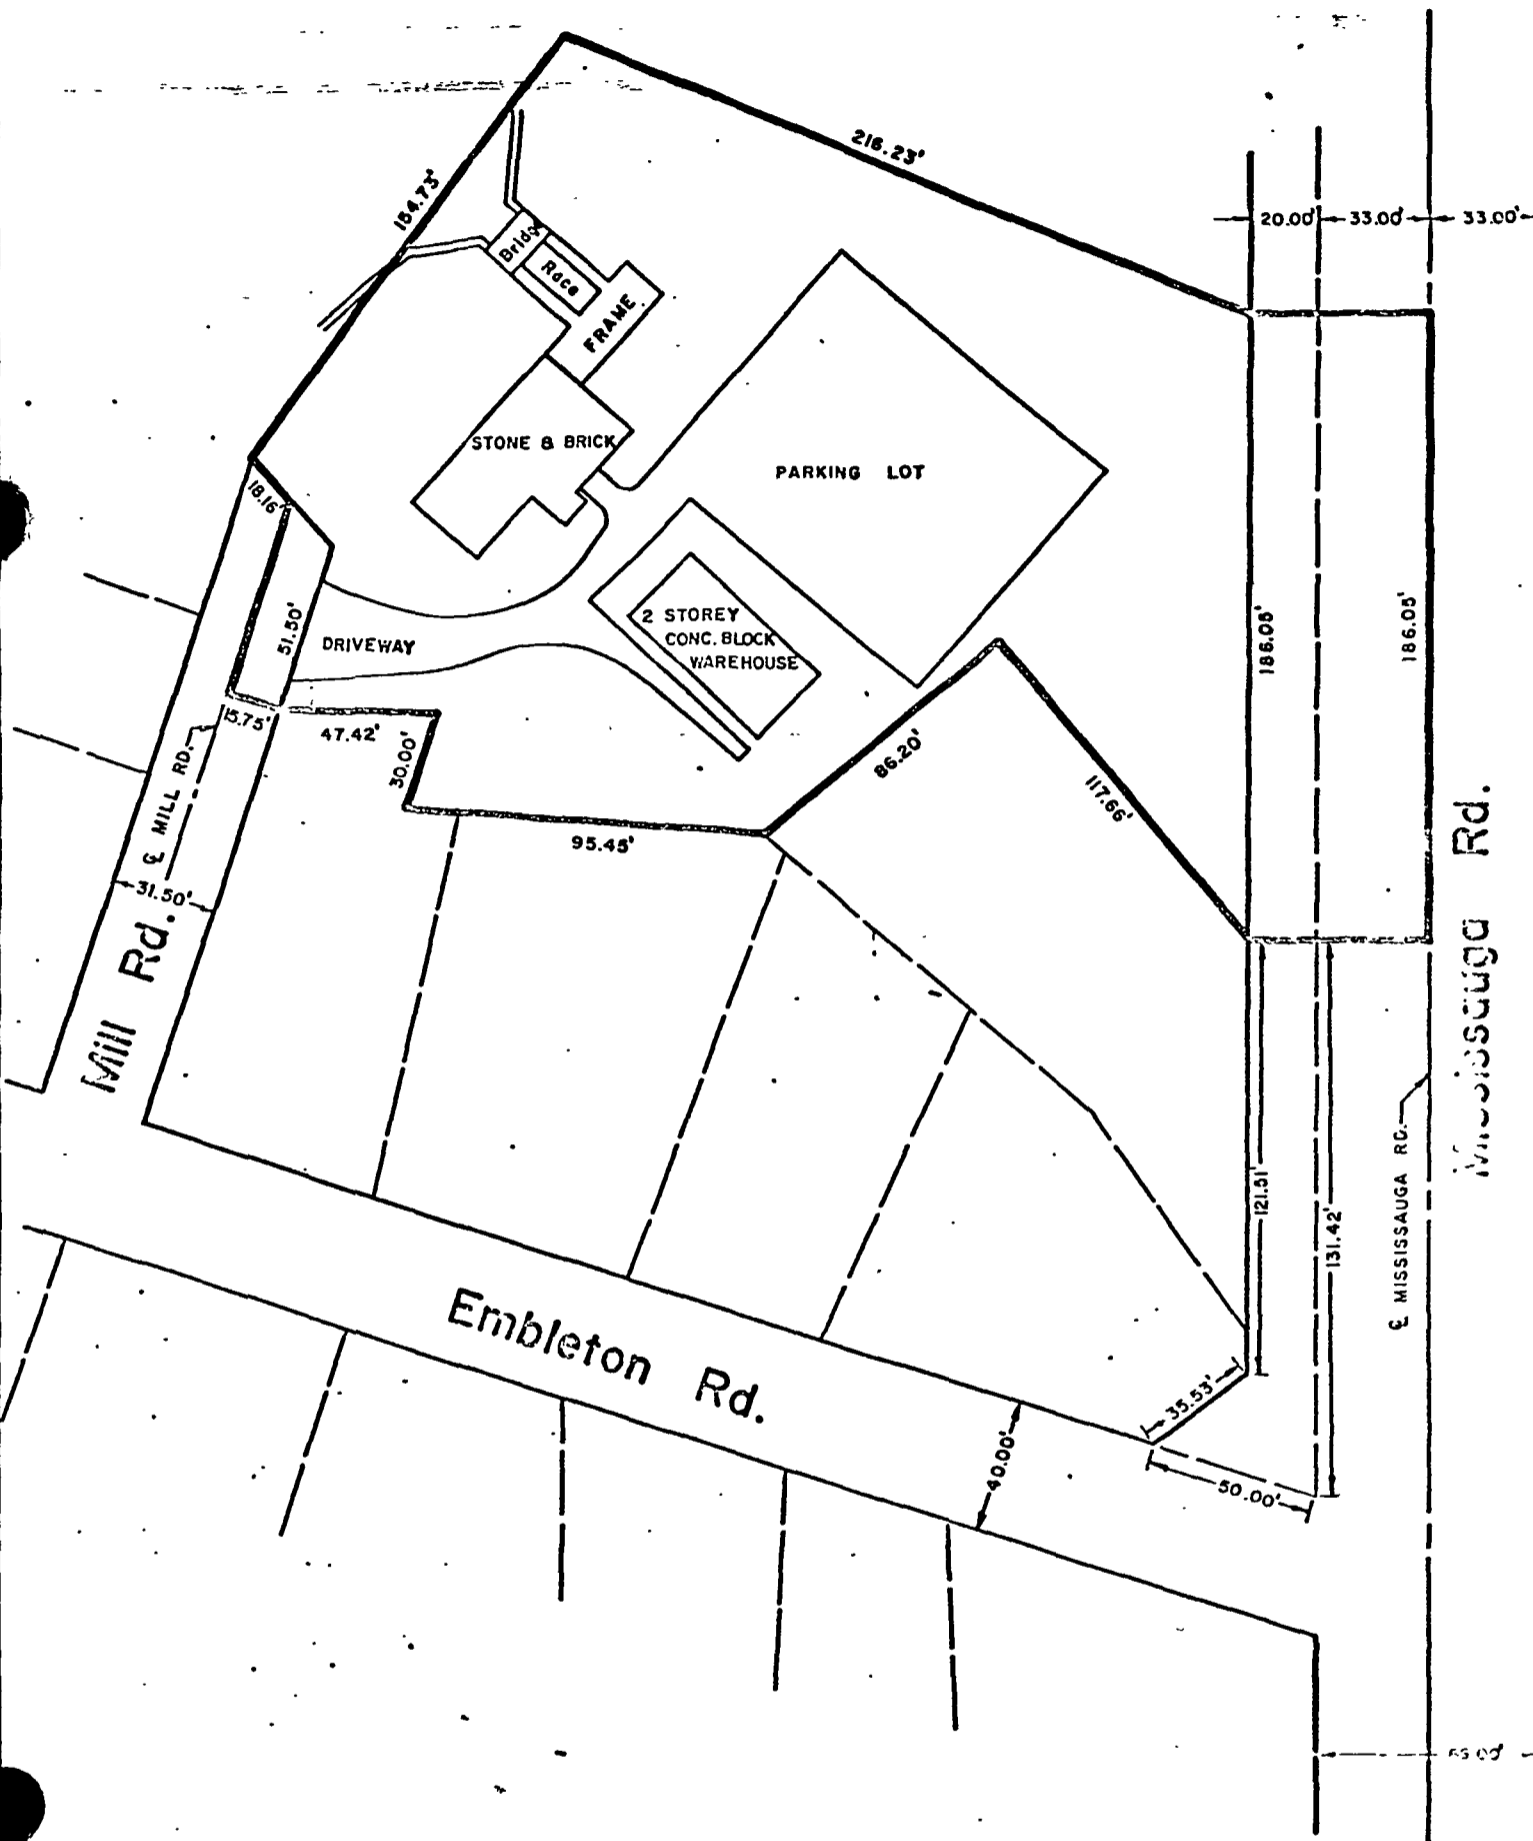 216.23'
154.73'
20.00'
33.00'
33.00'
Bridg
Race
FRAME
STONE & BRICK
PARKING LOT
18.16'
51.50'
DRIVEWAY
2 STOREY
CONC. BLOCK
WAREHOUSE
186.05'
186.05'
15.75'
47.42'
30.00'
95.45'
86.20'
117.66'
℄ MILL RD.
31.50'
Mill Rd.
Mississauga Rd.
℄ MISSISSAUGA RD.
121.51'
131.42'
Embleton Rd.
35.53'
40.00'
50.00'